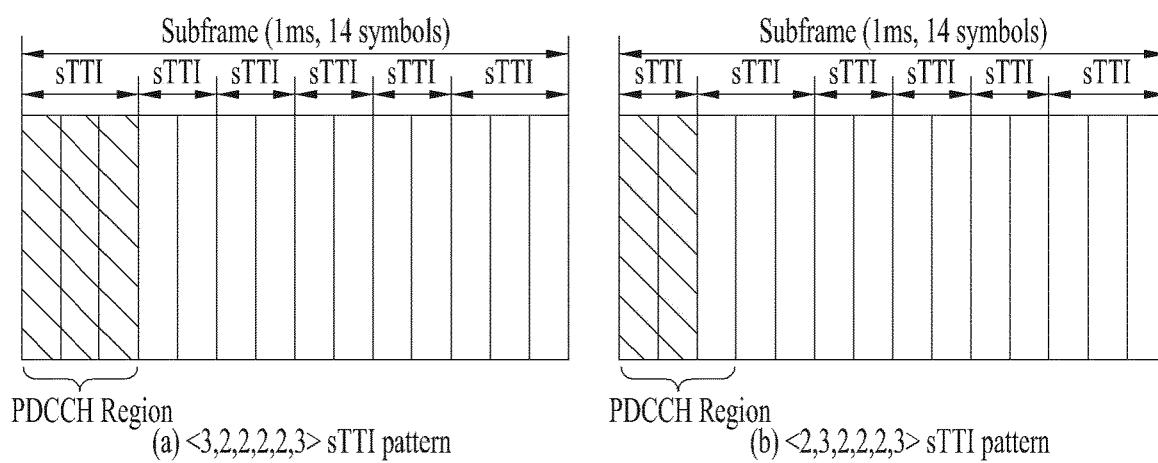 Subframe (1ms, 14 symbols)
sTTI sTTI sTTI sTTI sTTI sTTI
PDCCH Region
(a) <3,2,2,2,2,3> sTTI pattern
Subframe (1ms, 14 symbols)
sTTI sTTI sTTI sTTI sTTI sTTI
PDCCH Region
(b) <2,3,2,2,2,3> sTTI pattern